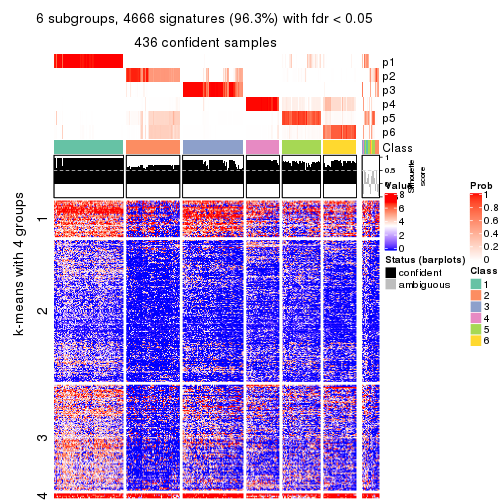 6 subgroups, 4666 signatures (96.3%) with fdr < 0.05
436 confident samples
p1
p2
p3
p4
p5
p6
Class
1
0.5
0
Silhouette
score
k-means with 4 groups
1
2
3
4
Value
8
6
4
2
0
Status (barplots)
confident
ambiguous
Prob
1
0.8
0.6
0.4
0.2
0
Class
1
2
3
4
5
6